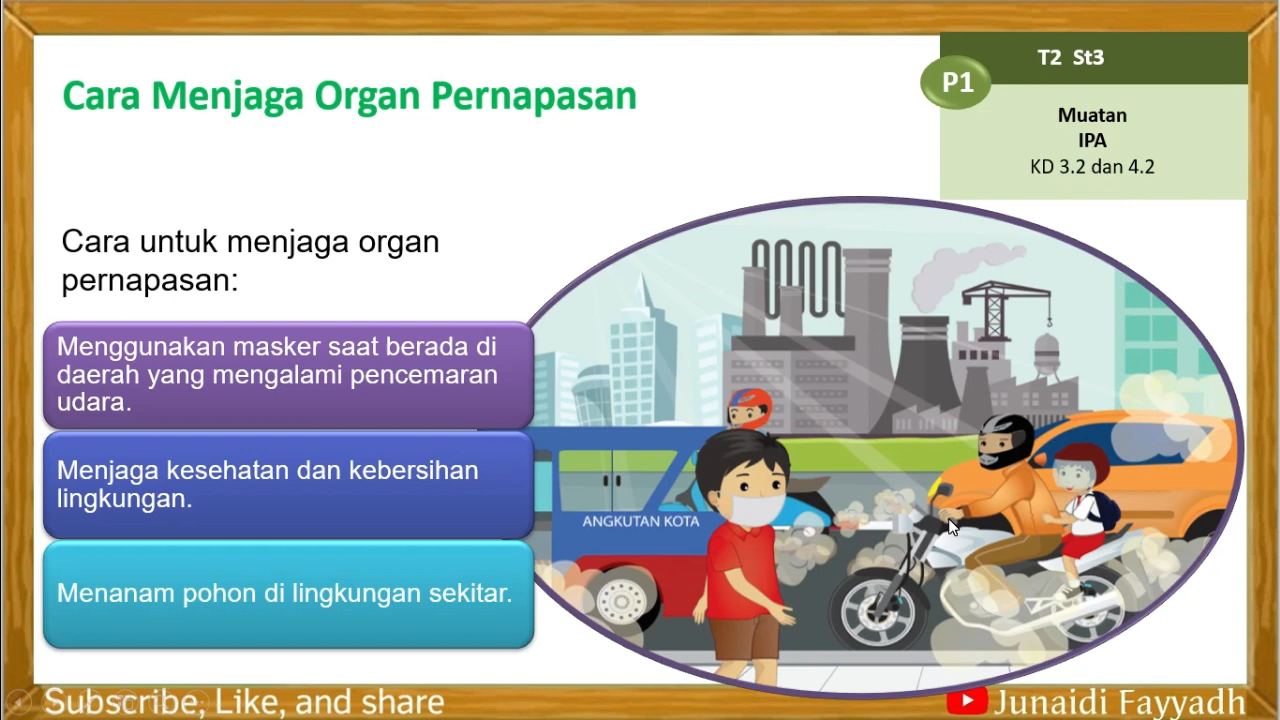 Cara Menjaga Organ Pernapasan
T2 St3
P1
Muatan
IPA
KD 3.2 dan 4.2
Cara untuk menjaga organ
pernapasan:
Menggunakan masker saat berada di
daerah yang mengalami pencemaran
udara.
Menjaga kesehatan dan kebersihan
lingkungan.
Menanam pohon di lingkungan sekitar.
ANGKUTAN KOTA
Subscribe, Like, and share
Junaidi Fayyadh